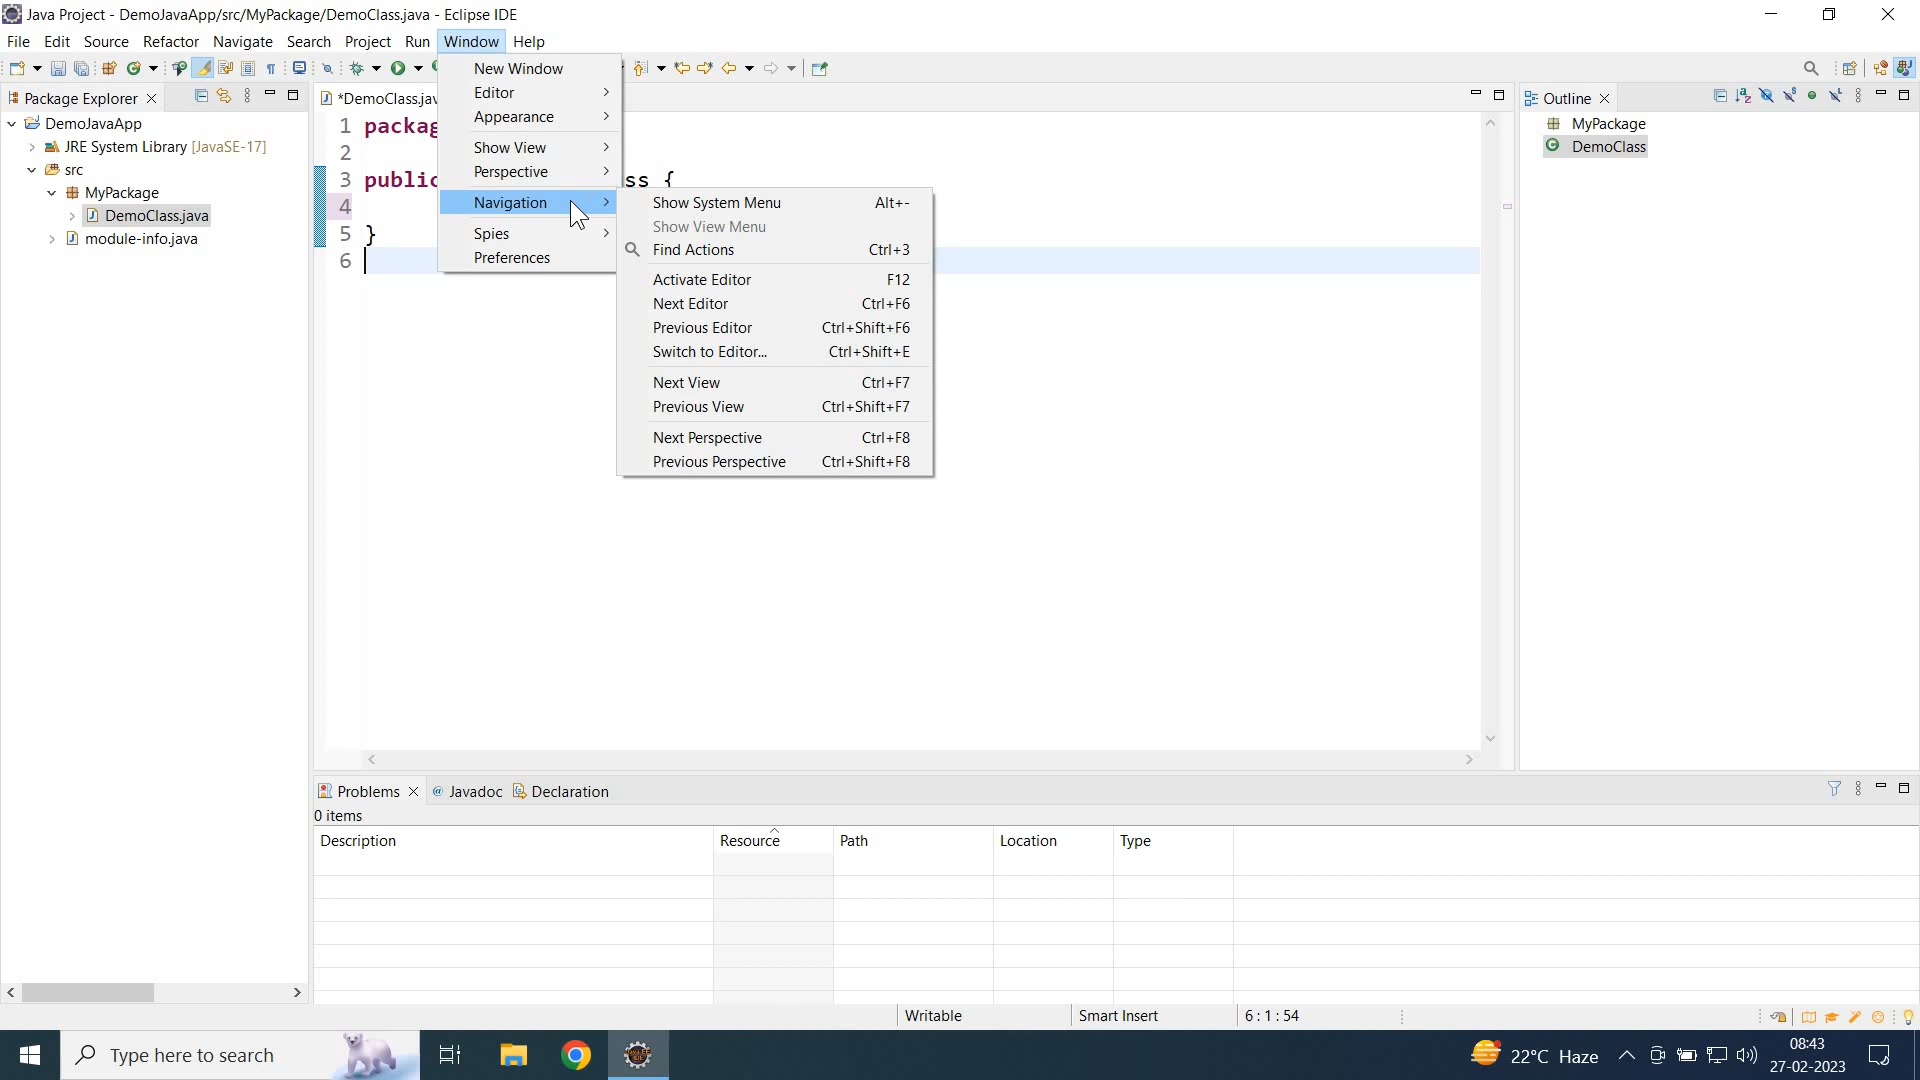 Java Project - DemoJavaApp/src/MyPackage/DemoClass.java - Eclipse IDE
File Edit Source Refactor Navigate Search Project Run Window Help
Package Explorer
DemoJavaApp
JRE System Library [JavaSE-17]
src
MyPackage
DemoClass.java
module-info.java
*DemoClass.jav
1 packag
2
3 public ss {
4
5 }
6
New Window
Editor
Appearance
Show View
Perspective
Navigation
Spies
Preferences
Show System Menu Alt+-
Show View Menu
Find Actions Ctrl+3
Activate Editor F12
Next Editor Ctrl+F6
Previous Editor Ctrl+Shift+F6
Switch to Editor... Ctrl+Shift+E
Next View Ctrl+F7
Previous View Ctrl+Shift+F7
Next Perspective Ctrl+F8
Previous Perspective Ctrl+Shift+F8
Outline
MyPackage
DemoClass
Problems @ Javadoc Declaration
0 items
Description Resource Path Location Type
Writable Smart Insert 6 : 1 : 54
Type here to search
22°C Haze
08:43
27-02-2023